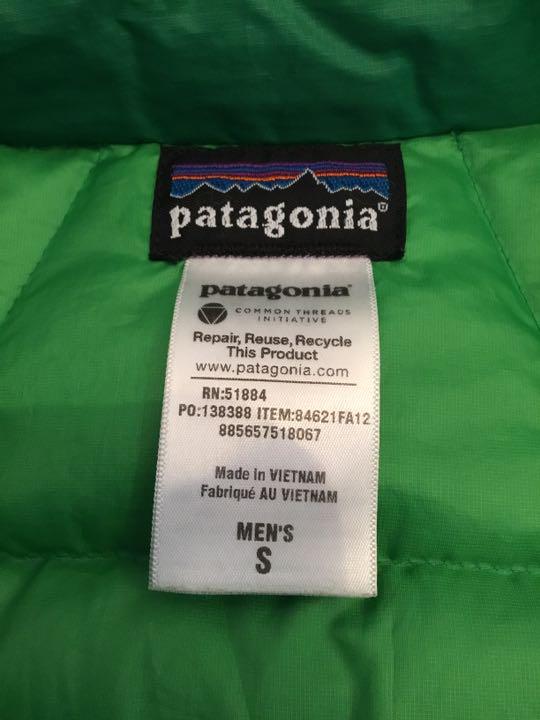 patagonia®
patagonia®
COMMON THREADS
INITIATIVE
Repair, Reuse, Recycle
This Product
www.patagonia.com
RN:51884
PO:138388 ITEM:84621FA12
885657518067
Made in VIETNAM
Fabriqué AU VIETNAM
MEN'S
S